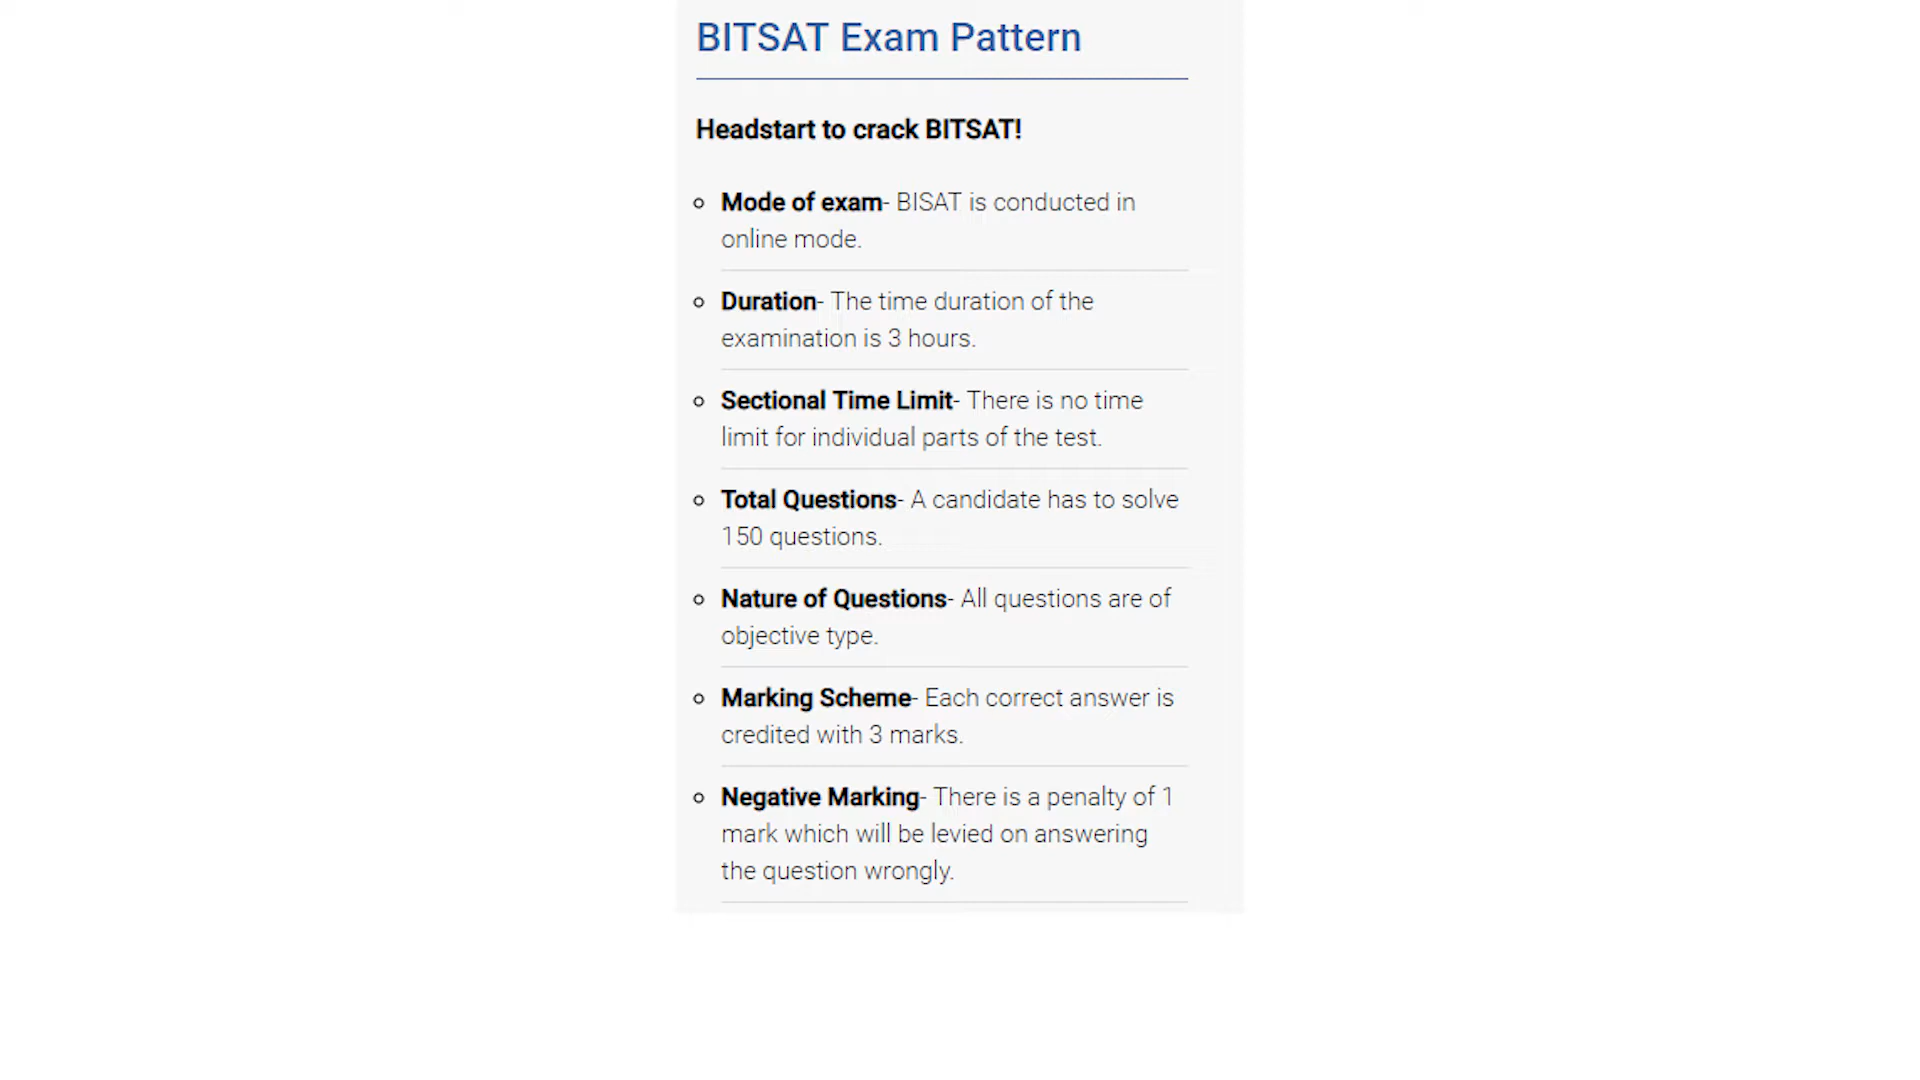 BITSAT Exam Pattern
Headstart to crack BITSAT!
Mode of exam- BISAT is conducted in
online mode.
Duration- The time duration of the
examination is 3 hours.
Sectional Time Limit- There is no time
limit for individual parts of the test.
Total Questions- A candidate has to solve
150 questions.
Nature of Questions- All questions are of
objective type.
Marking Scheme- Each correct answer is
credited with 3 marks.
Negative Marking- There is a penalty of 1
mark which will be levied on answering
the question wrongly.